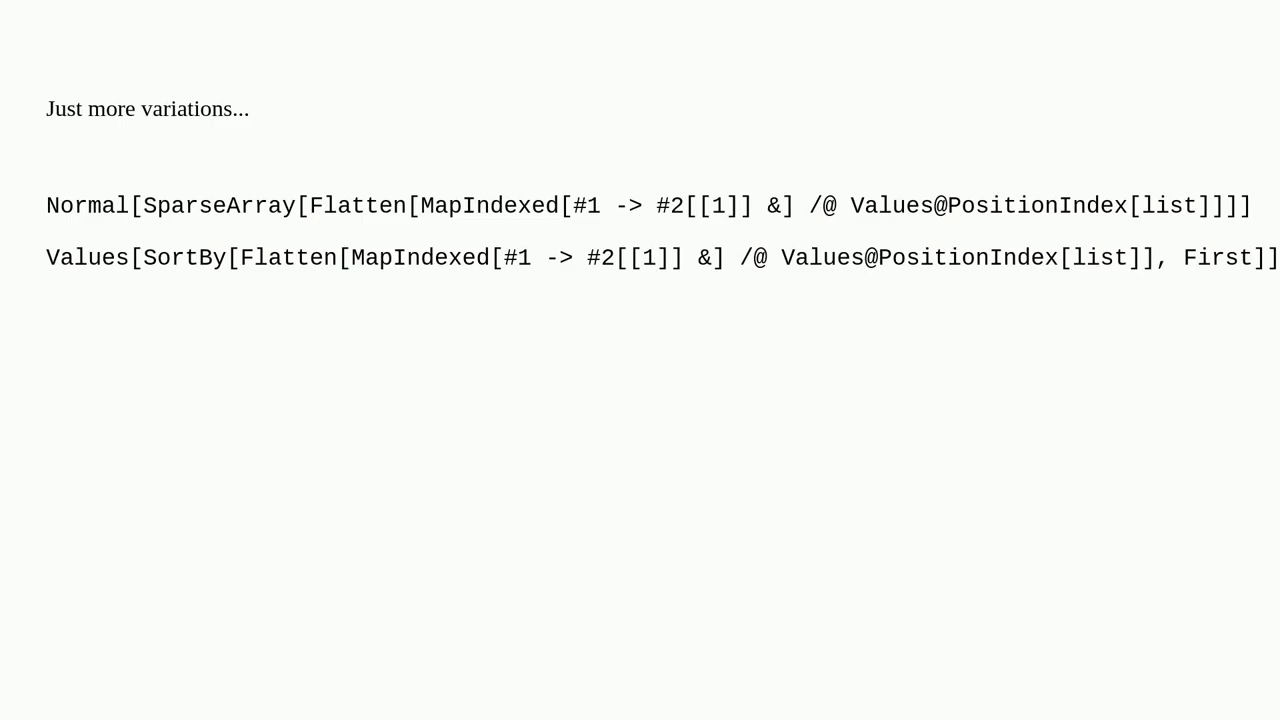 Just more variations...
Normal[SparseArray[Flatten[MapIndexed[#1 -> #2[[1]] &] /@ Values@PositionIndex[list]]]]
Values[SortBy[Flatten[MapIndexed[#1 -> #2[[1]] &] /@ Values@PositionIndex[list]], First]]